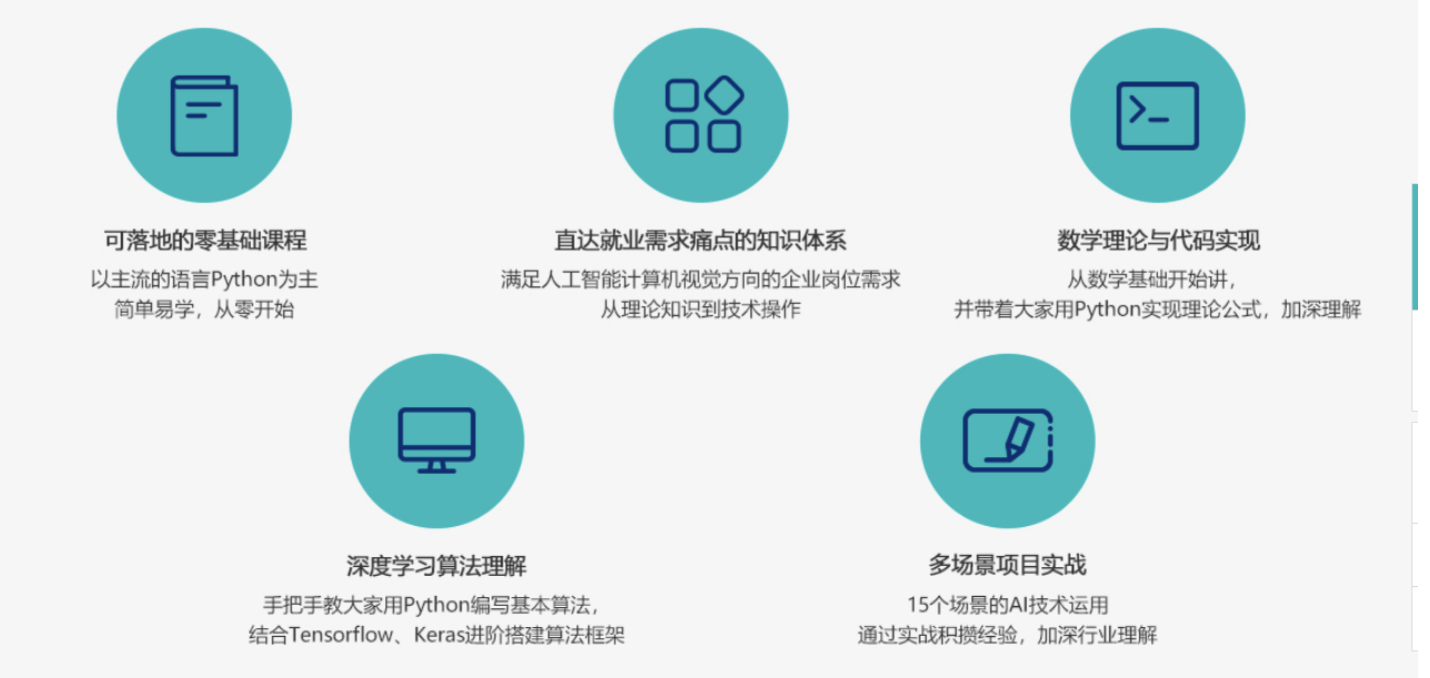 可落地的零基础课程
以主流的语言Python为主
简单易学，从零开始
直达就业需求痛点的知识体系
满足人工智能计算机视觉方向的企业岗位需求
从理论知识到技术操作
数学理论与代码实现
从数学基础开始讲，
并带着大家用Python实现理论公式，加深理解
深度学习算法理解
手把手教大家用Python编写基本算法，
结合Tensorflow、Keras进阶搭建算法框架
多场景项目实战
15个场景的AI技术运用
通过实战积攒经验，加深行业理解